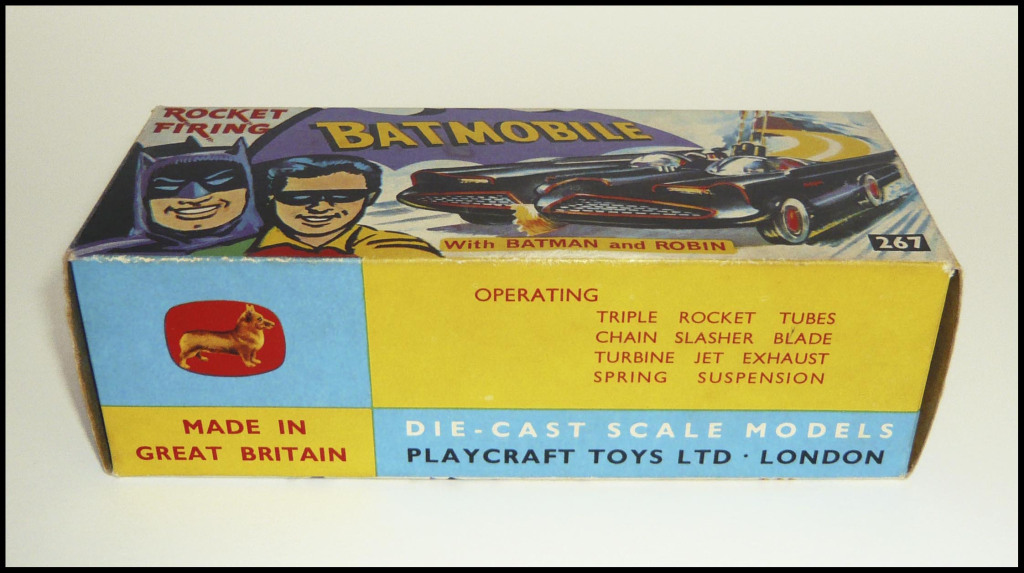 ROCKET
FIRING
BATMOBILE
With BATMAN and ROBIN
267
OPERATING
TRIPLE ROCKET TUBES
CHAIN SLASHER BLADE
TURBINE JET EXHAUST
SPRING SUSPENSION
MADE IN
GREAT BRITAIN
DIE-CAST SCALE MODELS
PLAYCRAFT TOYS LTD · LONDON